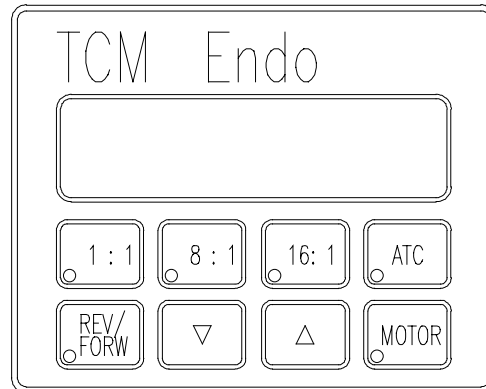 TCM Endo
1 : 1 8 : 1 16: 1 ATC
REV/
FORW
MOTOR